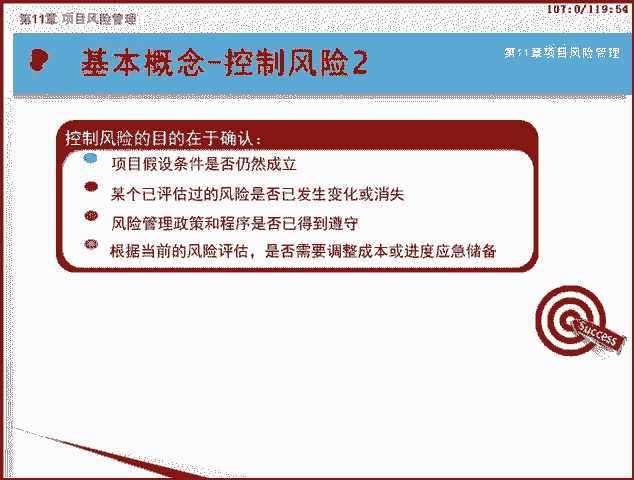 107:0/119:54
第11章 项目风险管理
基本概念-控制风险2
第11章项目风险管理
控制风险的目的在于确认：
项目假设条件是否仍然成立
某个已评估过的风险是否已发生变化或消失
风险管理政策和程序是否已得到遵守
根据当前的风险评估，是否需要调整成本或进度应急储备
Success